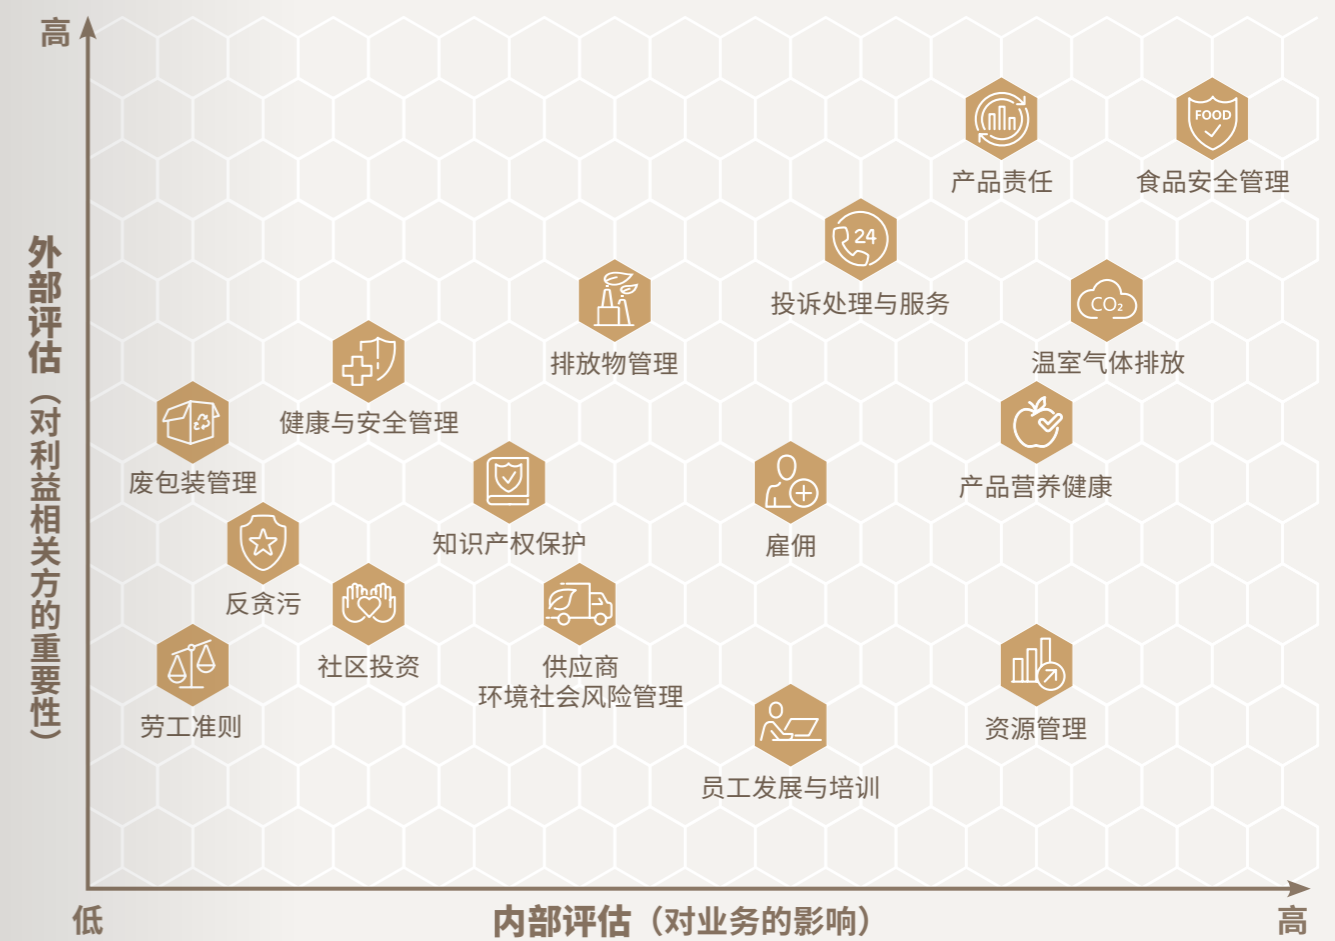 高
外部评估（对利益相关方的重要性）
FOOD
产品责任
食品安全管理
24
投诉处理与服务
CO₂
排放物管理
温室气体排放
健康与安全管理
废包装管理
产品营养健康
知识产权保护
雇佣
反贪污
社区投资
供应商
环境社会风险管理
劳工准则
资源管理
员工发展与培训
低
内部评估（对业务的影响）
高